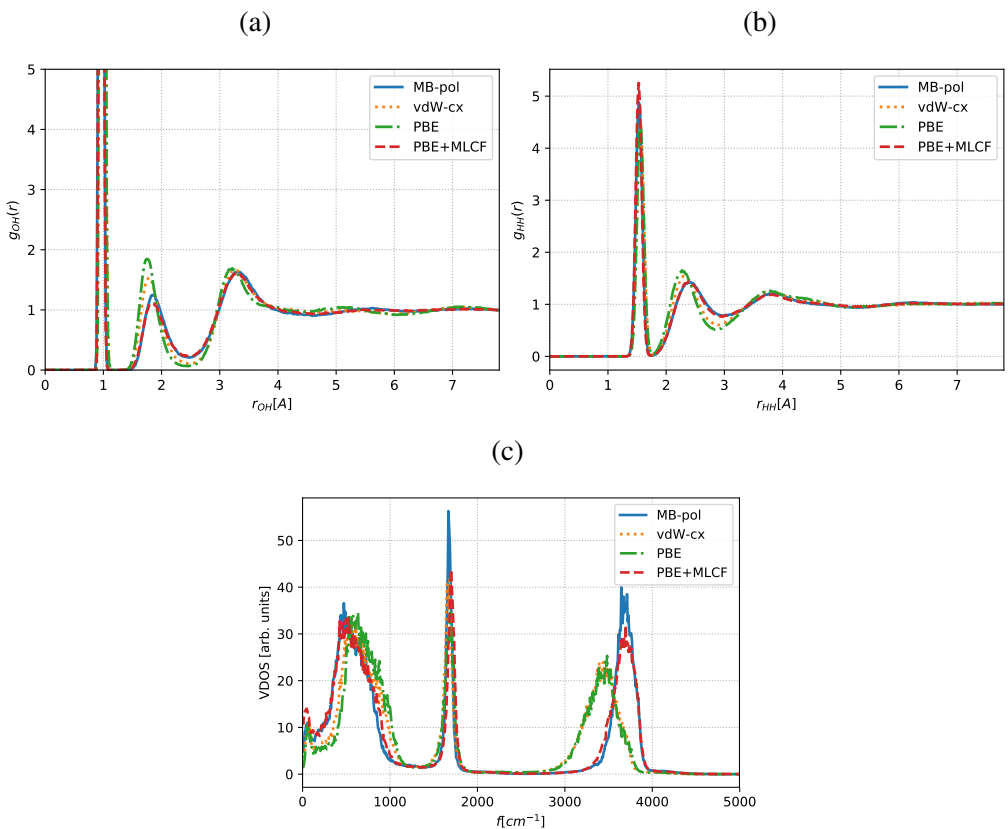 (a)
(b)
5
4
3
2
1
0
g_OH(r)
MB-pol
vdW-cx
PBE
PBE+MLCF
0 1 2 3 4 5 6 7
r_OH[A]
5
4
3
2
1
0
g_HH(r)
MB-pol
vdW-cx
PBE
PBE+MLCF
0 1 2 3 4 5 6 7
r_HH[A]
(c)
50
40
30
20
10
0
VDOS [arb. units]
MB-pol
vdW-cx
PBE
PBE+MLCF
0 1000 2000 3000 4000 5000
f[cm⁻¹]